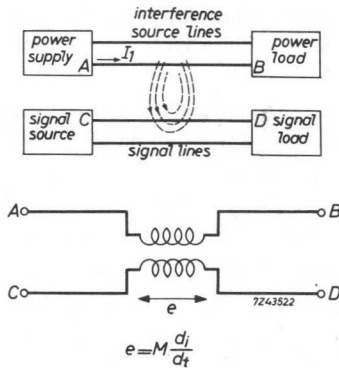 interference
source lines
power
supply
A
I1
B
power
load
signal
source
C
D
signal
load
signal lines
A
B
C
D
e
7Z43522
e=M di/dt